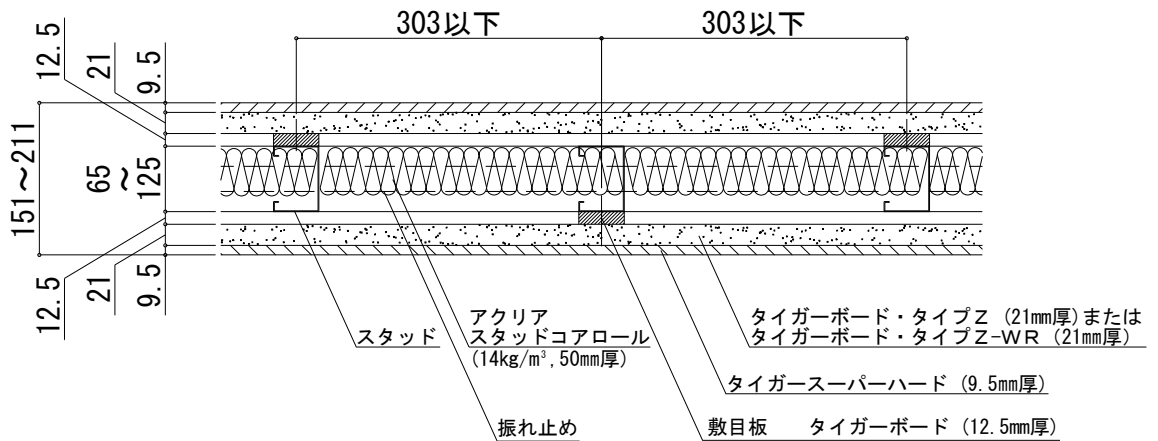 303以下
303以下
12.5
21
9.5
151～211
65
～
125
12.5
21
9.5
スタッド
アクリア
スタッドコアロール
(14kg/m³,50mm厚)
タイガーボード・タイプZ (21mm厚)または
タイガーボード・タイプZ-WR (21mm厚)
タイガースーパーハード (9.5mm厚)
振れ止め
敷目板　タイガーボード (12.5mm厚)